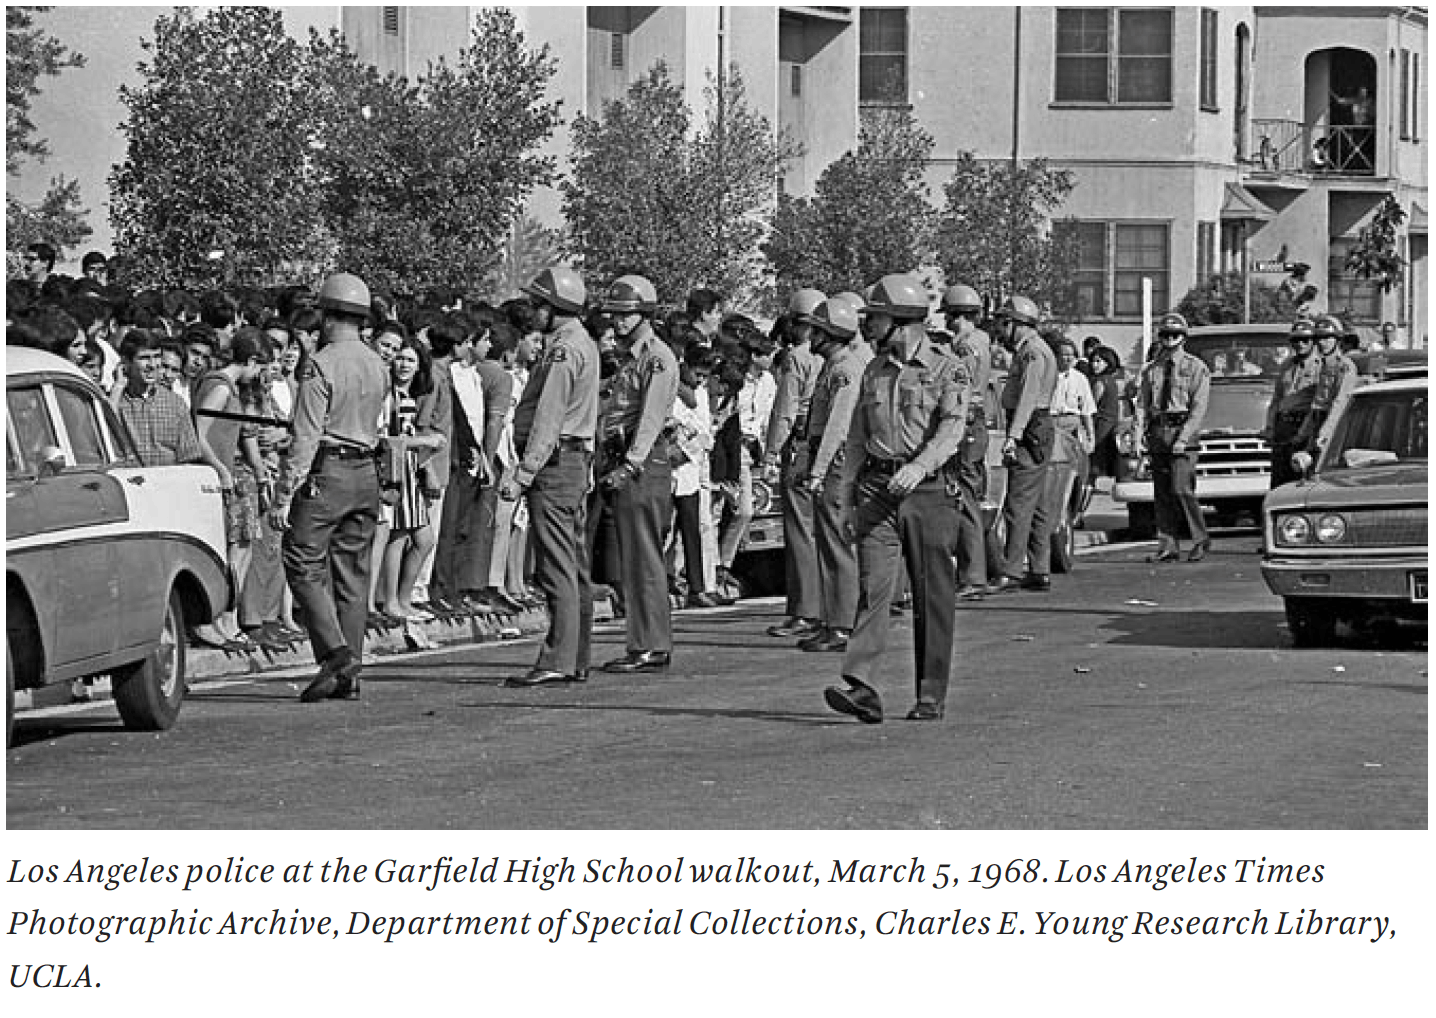 Los Angeles police at the Garfield High School walkout, March 5, 1968. Los Angeles Times
Photographic Archive, Department of Special Collections, Charles E. Young Research Library,
UCLA.